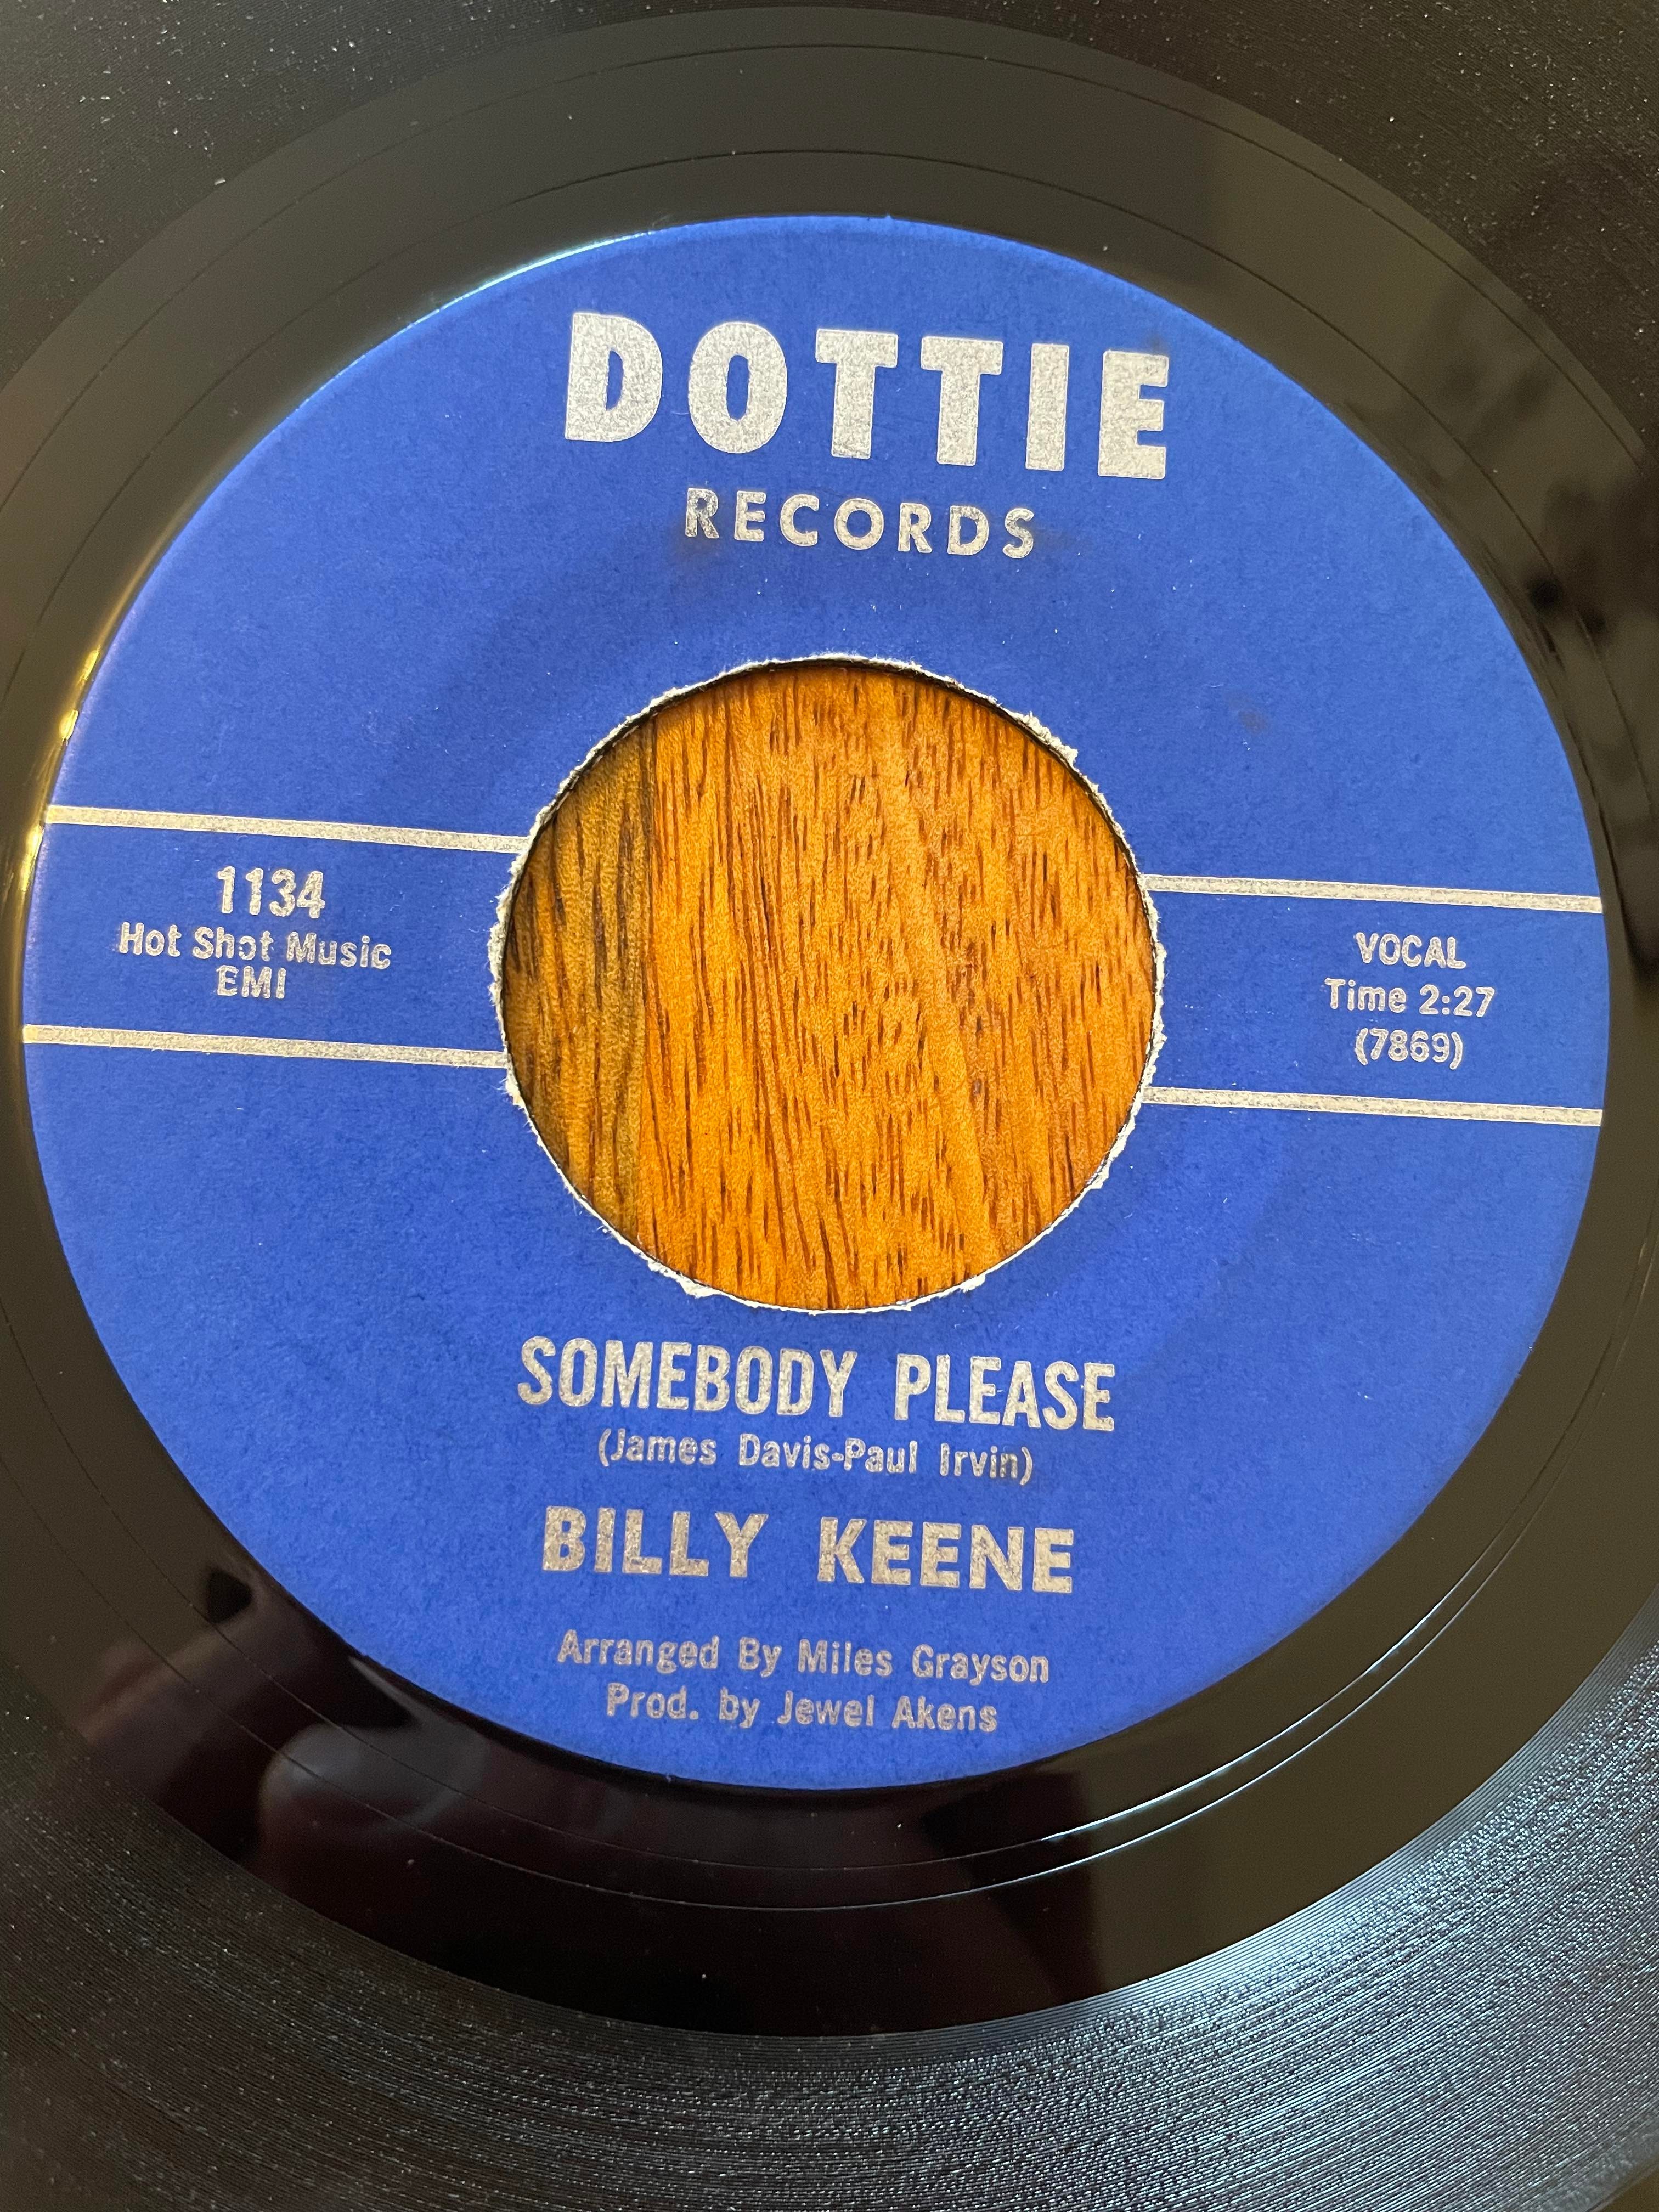 DOTTIE
RECORDS
1134
Hot Shot Music
EMI
VOCAL
Time 2:27
(7869)
SOMEBODY PLEASE
(James Davis-Paul Irvin)
BILLY KEENE
Arranged By Miles Grayson
Prod. by Jewel Akens